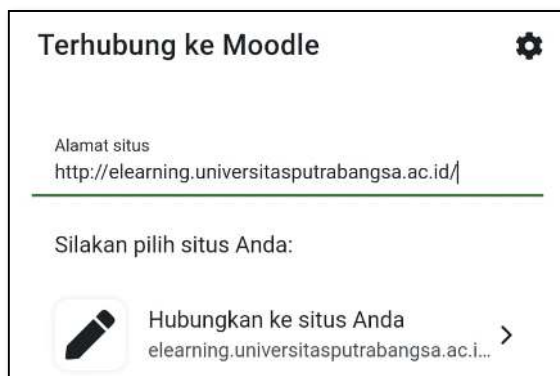 Terhubung ke Moodle
Alamat situs
http://elearning.universitasputrabangsa.ac.id/
Silakan pilih situs Anda:
Hubungkan ke situs Anda
elearning.universitasputrabangsa.ac.i...